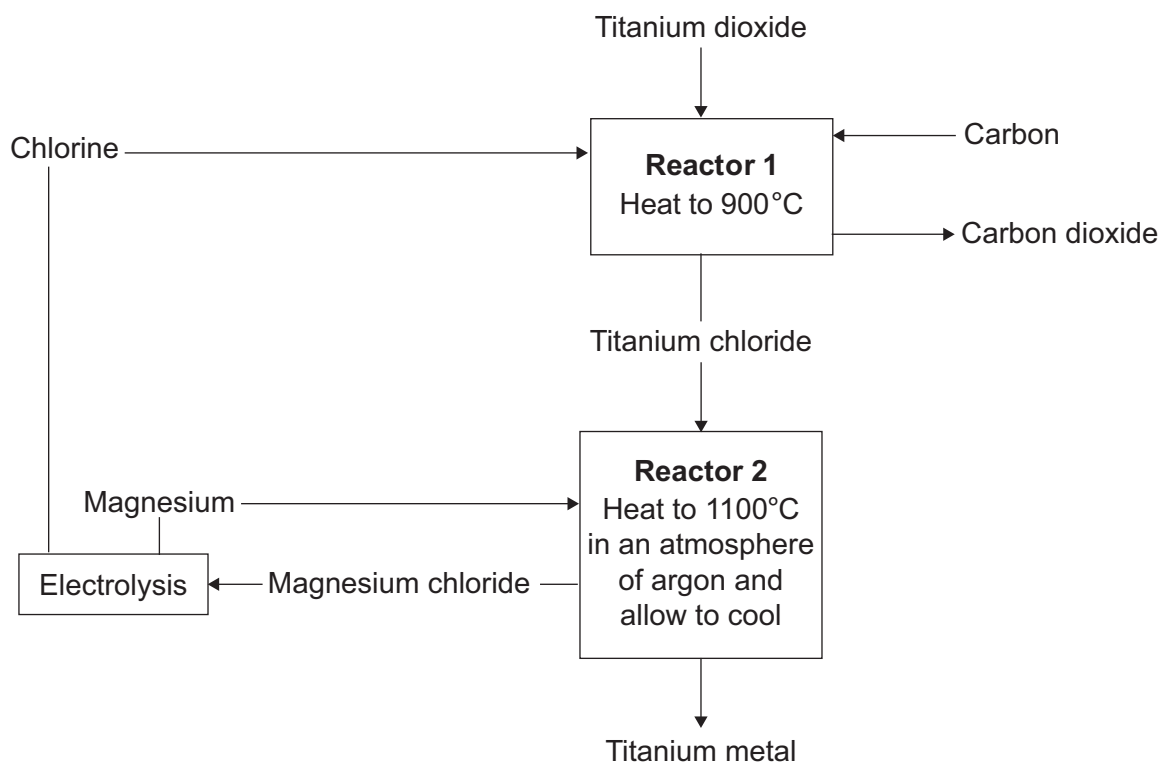 Titanium dioxide
Chlorine
Carbon
Reactor 1
Heat to 900°C
Carbon dioxide
Titanium chloride
Magnesium
Reactor 2
Heat to 1100°C
in an atmosphere
of argon and
allow to cool
Electrolysis
Magnesium chloride
Titanium metal